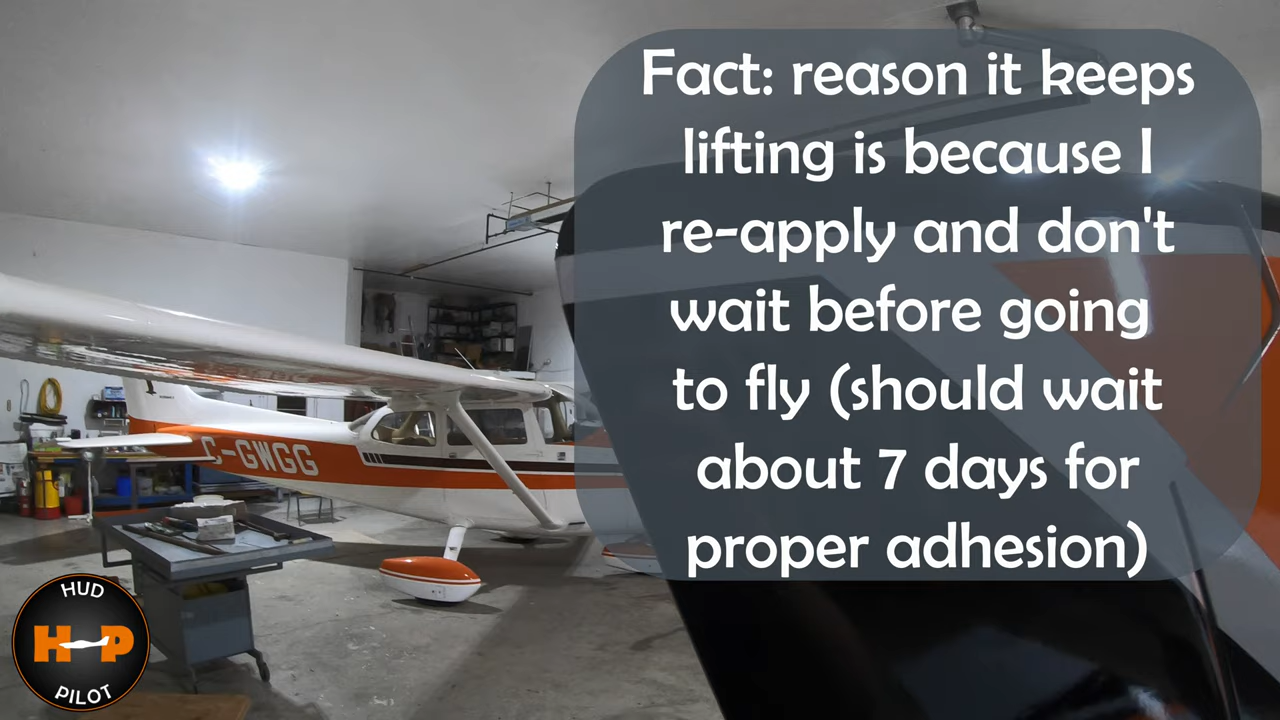 Fact: reason it keeps
lifting is because I
re-apply and don't
wait before going
to fly (should wait
about 7 days for
proper adhesion)
C-GWGG
HUD
H P
PILOT